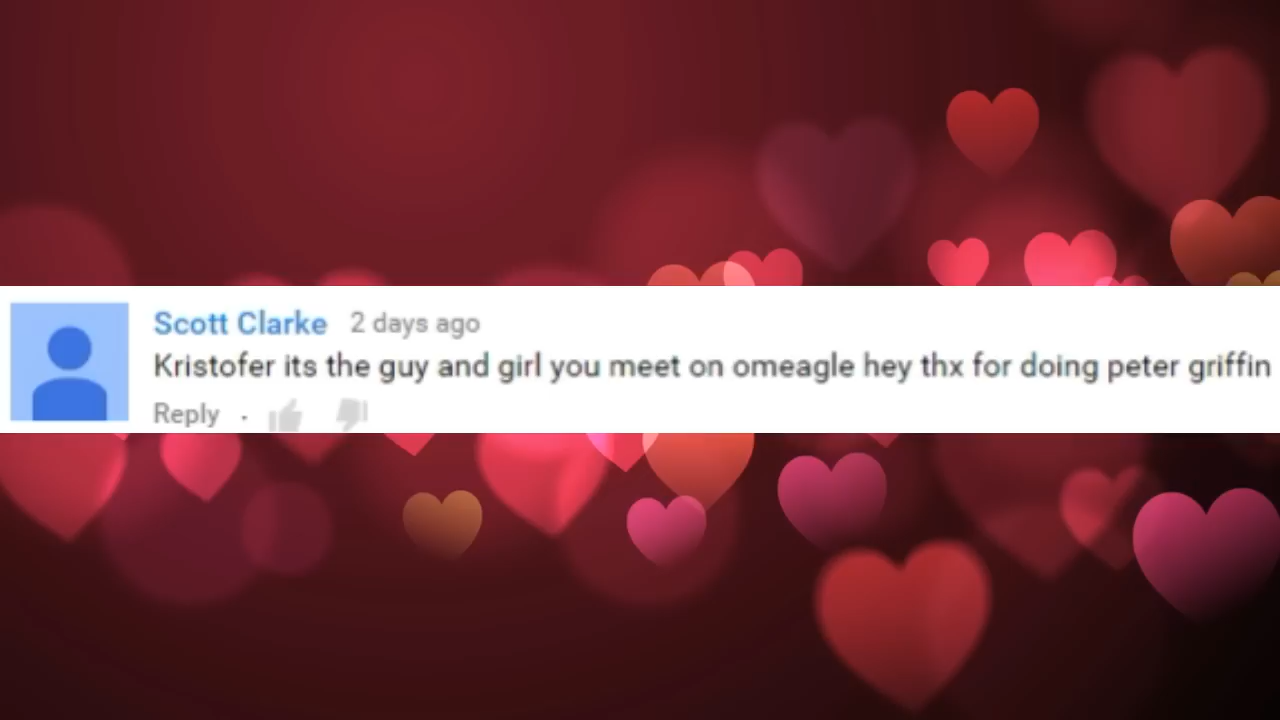 Scott Clarke 2 days ago
Kristofer its the guy and girl you meet on omeagle hey thx for doing peter griffin
Reply ·